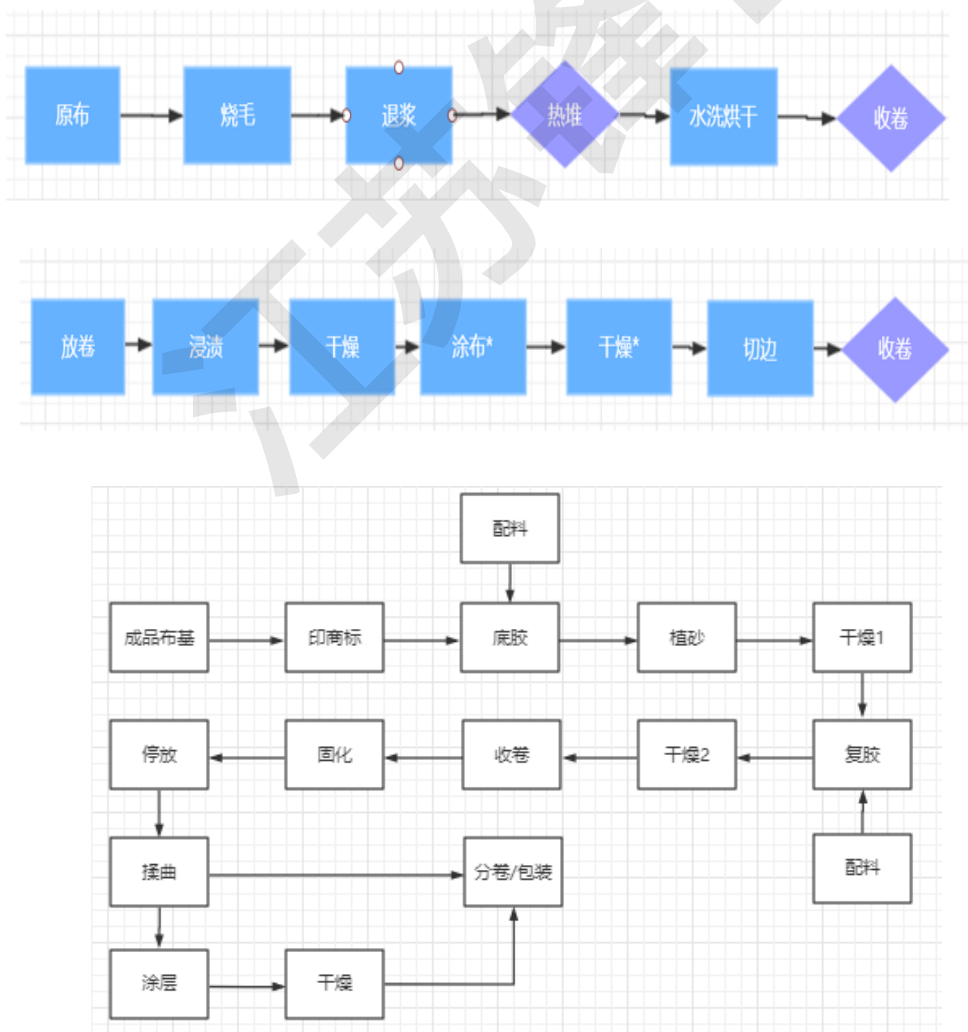 江苏锋
原布 烧毛 退浆 热堆 水洗烘干 收卷
放卷 浸渍 干燥 涂布* 干燥* 切边 收卷
配料
成品布基 印商标 底胶 植砂 干燥1
停放 固化 收卷 干燥2 复胶
揉曲 分卷/包装 配料
涂层 干燥